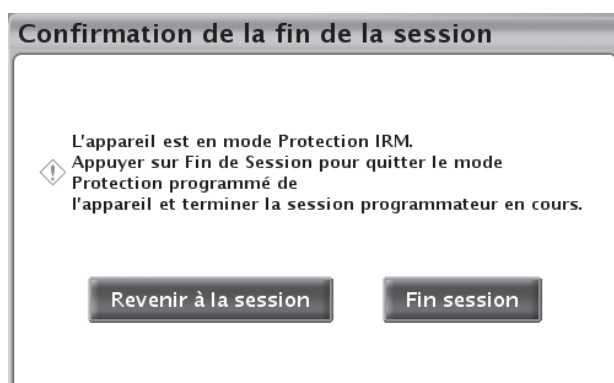 Confirmation de la fin de la session
L'appareil est en mode Protection IRM.
Appuyer sur Fin de Session pour quitter le mode
Protection programmé de
l'appareil et terminer la session programmateur en cours.
Revenir à la session
Fin session